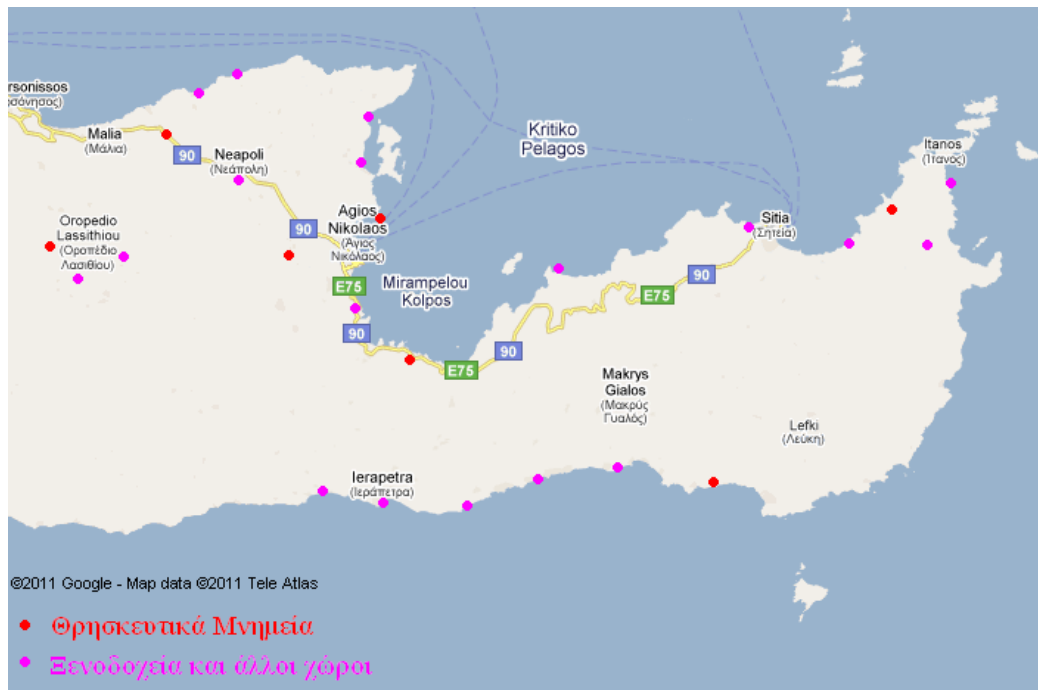 rsonissos
Malia
(Μάλια)
90
Neapoli
(Νεάπολη)
Kritiko
Pelagos
Itanos
(Ίτανος)
Oropedio
Lassithiou
(Οροπέδιο
Λασιθίου)
90
Agios
Nikolaos
(Άγιος
Νικόλαος)
Sitia
(Σητεία)
E75
Mirampelou
Kolpos
90
E75
90
E75
90
Makrys
Gialos
(Μακρύς
Γυαλός)
Lefki
(Λεύκη)
Ierapetra
(Ιεράπετρα)
©2011 Google - Map data ©2011 Tele Atlas
Θρησκευτικά Μνημεία
Ξενοδοχεία και άλλοι χώροι